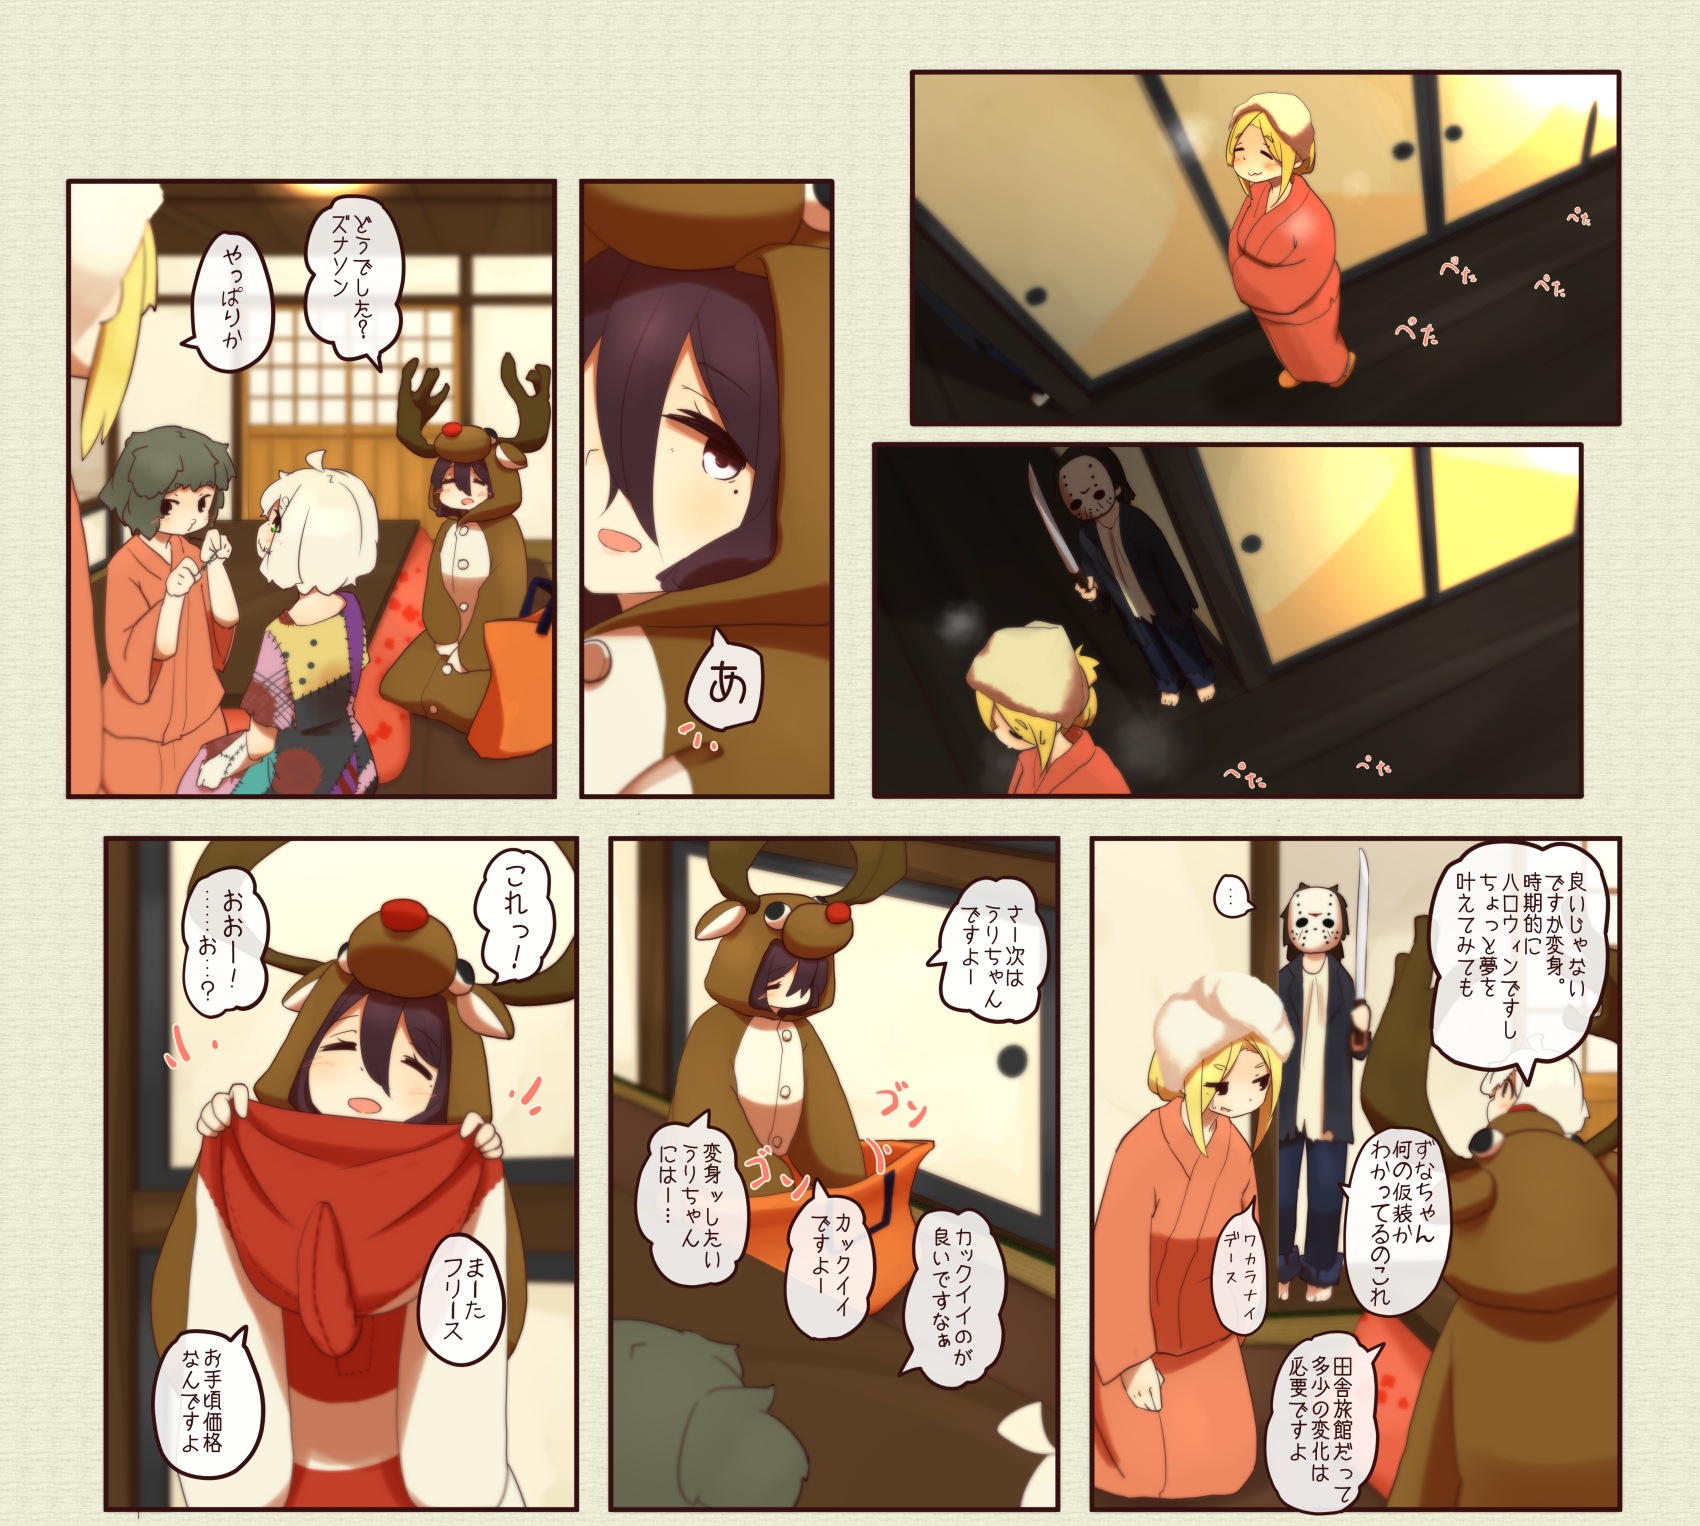 ぺた
ぺた
ぺた
ぺた
ぺた
ぺた
あ
どうでした?
ズナソン
やっぱりか
良いじゃない
ですか変身。
時期的に
ハロウィンですし
ちょっと夢を
叶えてみても
…
ずなちゃん
何の仮装か
わかってるのこれ
ワカラナイ
デース
田舎旅館だって
多少の変化は
必要ですよ
さー次は
うりちゃん
ですよー
ゴン
ゴン
変身ッしたい
うりちゃん
にはー…
カックイイ
ですよー
カックイイのが
良いですなぁ
これっ!
おおー!
……お…?
まーた
フリース
お手頃価格
なんですよ